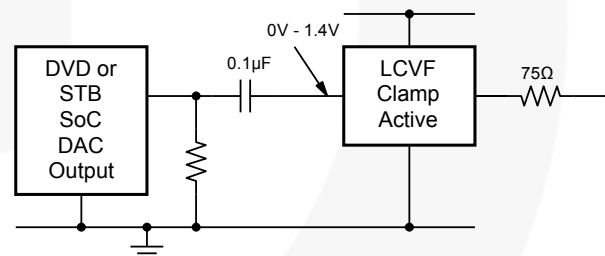 0V - 1.4V
DVD or
STB
SoC
DAC
Output
0.1µF
LCVF
Clamp
Active
75Ω